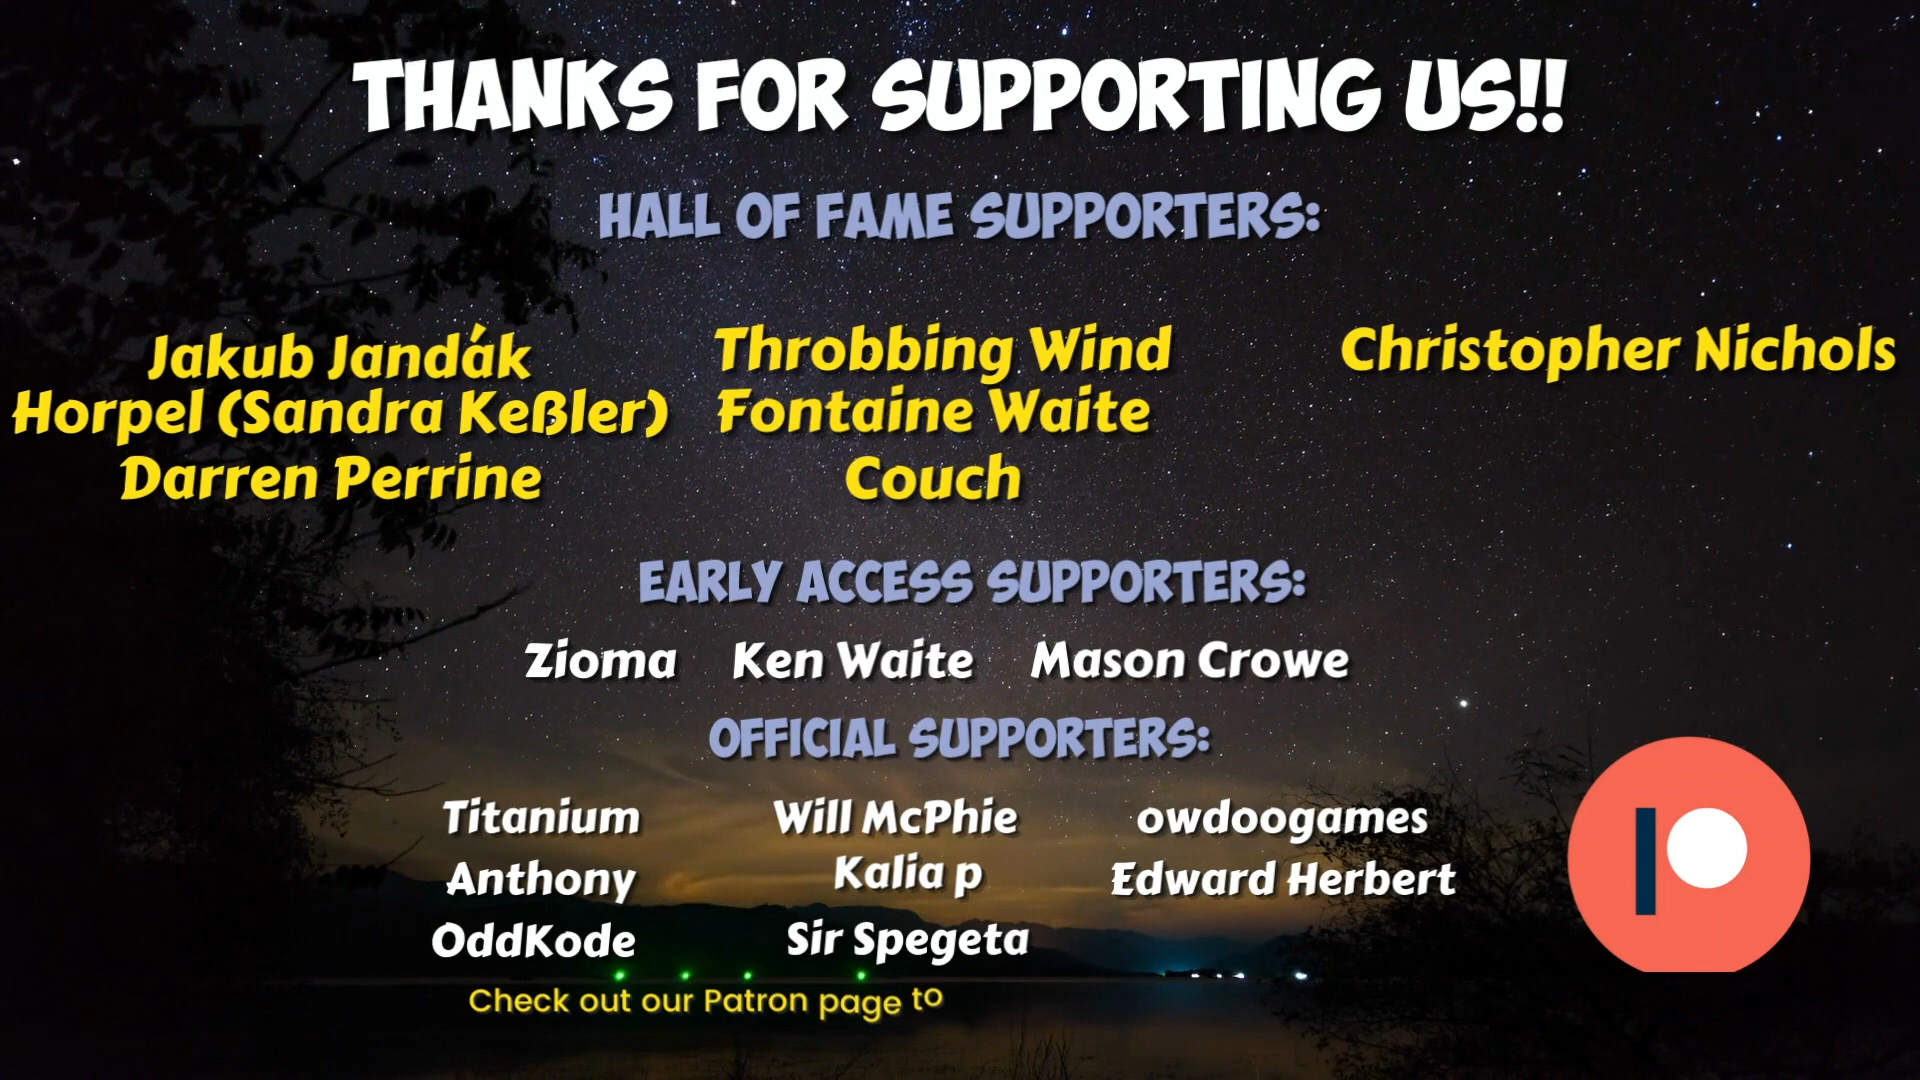 THANKS FOR SUPPORTING US!!
HALL OF FAME SUPPORTERS:
Jakub Jandák Throbbing Wind Christopher Nichols
Horpel (Sandra Keßler) Fontaine Waite
Darren Perrine Couch
EARLY ACCESS SUPPORTERS:
Zioma Ken Waite Mason Crowe
OFFICIAL SUPPORTERS:
Titanium Will McPhie owdoogames
Anthony Kalia p Edward Herbert
OddKode Sir Spegeta
Check out our Patron page to